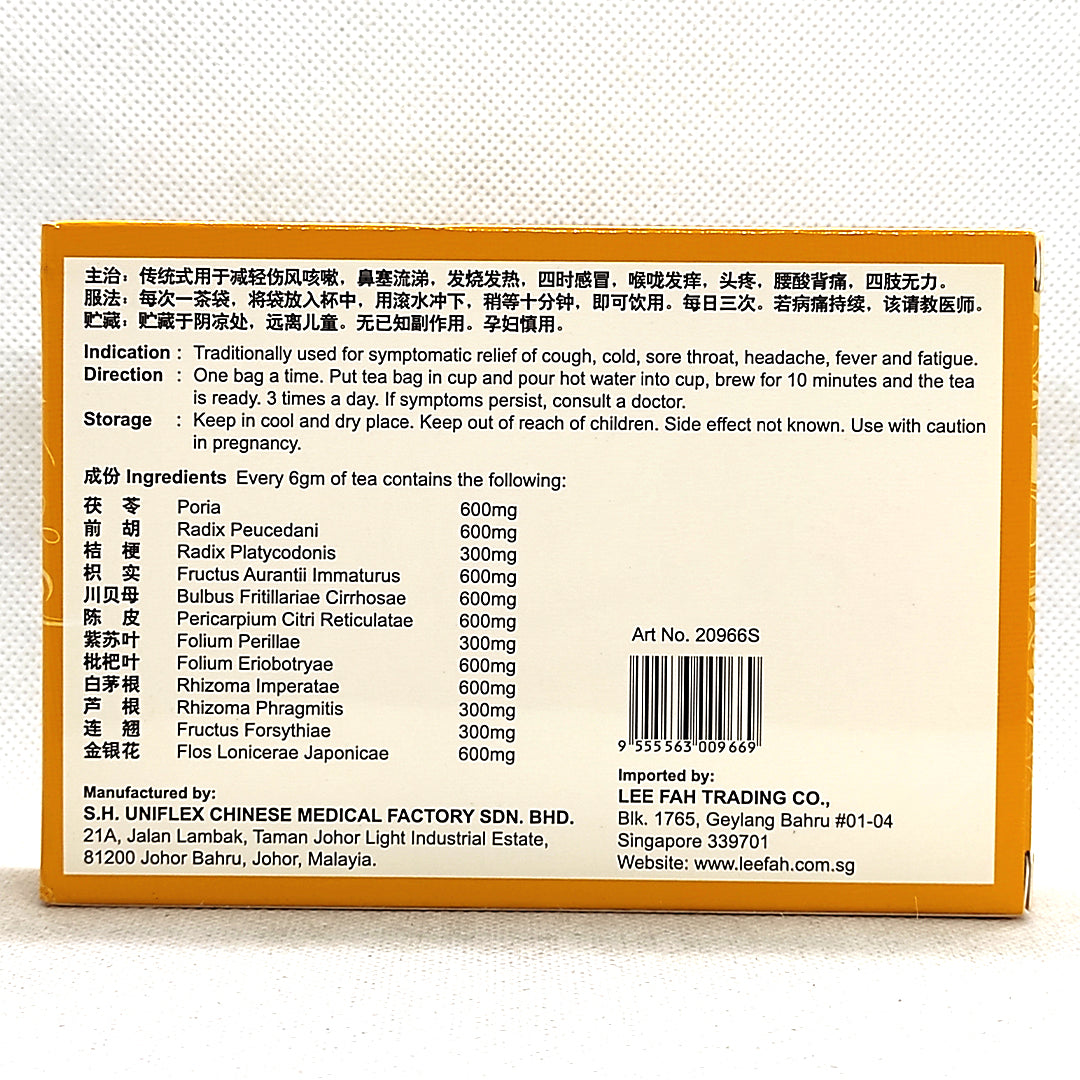 主治：传统式用于减轻伤风咳嗽，鼻塞流涕，发烧发热，四时感冒，喉咙发痒，头疼，腰酸背痛，四肢无力。
服法：每次一茶袋，将袋放入杯中，用滚水冲下，稍等十分钟，即可饮用。每日三次。若病痛持续，该请教医师。
贮藏：贮藏于阴凉处，远离儿童。无已知副作用。孕妇慎用。
Indication : Traditionally used for symptomatic relief of cough, cold, sore throat, headache, fever and fatigue.
Direction : One bag a time. Put tea bag in cup and pour hot water into cup, brew for 10 minutes and the tea
is ready. 3 times a day. If symptoms persist, consult a doctor.
Storage : Keep in cool and dry place. Keep out of reach of children. Side effect not known. Use with caution
in pregnancy.
成份 Ingredients Every 6gm of tea contains the following:
茯 苓 Poria 600mg
前 胡 Radix Peucedani 600mg
桔 梗 Radix Platycodonis 300mg
枳 实 Fructus Aurantii Immaturus 600mg
川贝母 Bulbus Fritillariae Cirrhosae 600mg
陈 皮 Pericarpium Citri Reticulatae 600mg
紫苏叶 Folium Perillae 300mg
枇杷叶 Folium Eriobotryae 600mg
白茅根 Rhizoma Imperatae 600mg
芦 根 Rhizoma Phragmitis 300mg
连 翘 Fructus Forsythiae 300mg
金银花 Flos Lonicerae Japonicae 600mg
Manufactured by:
S.H. UNIFLEX CHINESE MEDICAL FACTORY SDN. BHD.
21A, Jalan Lambak, Taman Johor Light Industrial Estate,
81200 Johor Bahru, Johor, Malayia.
Art No. 20966S
9 555563 009669
Imported by:
LEE FAH TRADING CO.,
Blk. 1765, Geylang Bahru #01-04
Singapore 339701
Website: www.leefah.com.sg